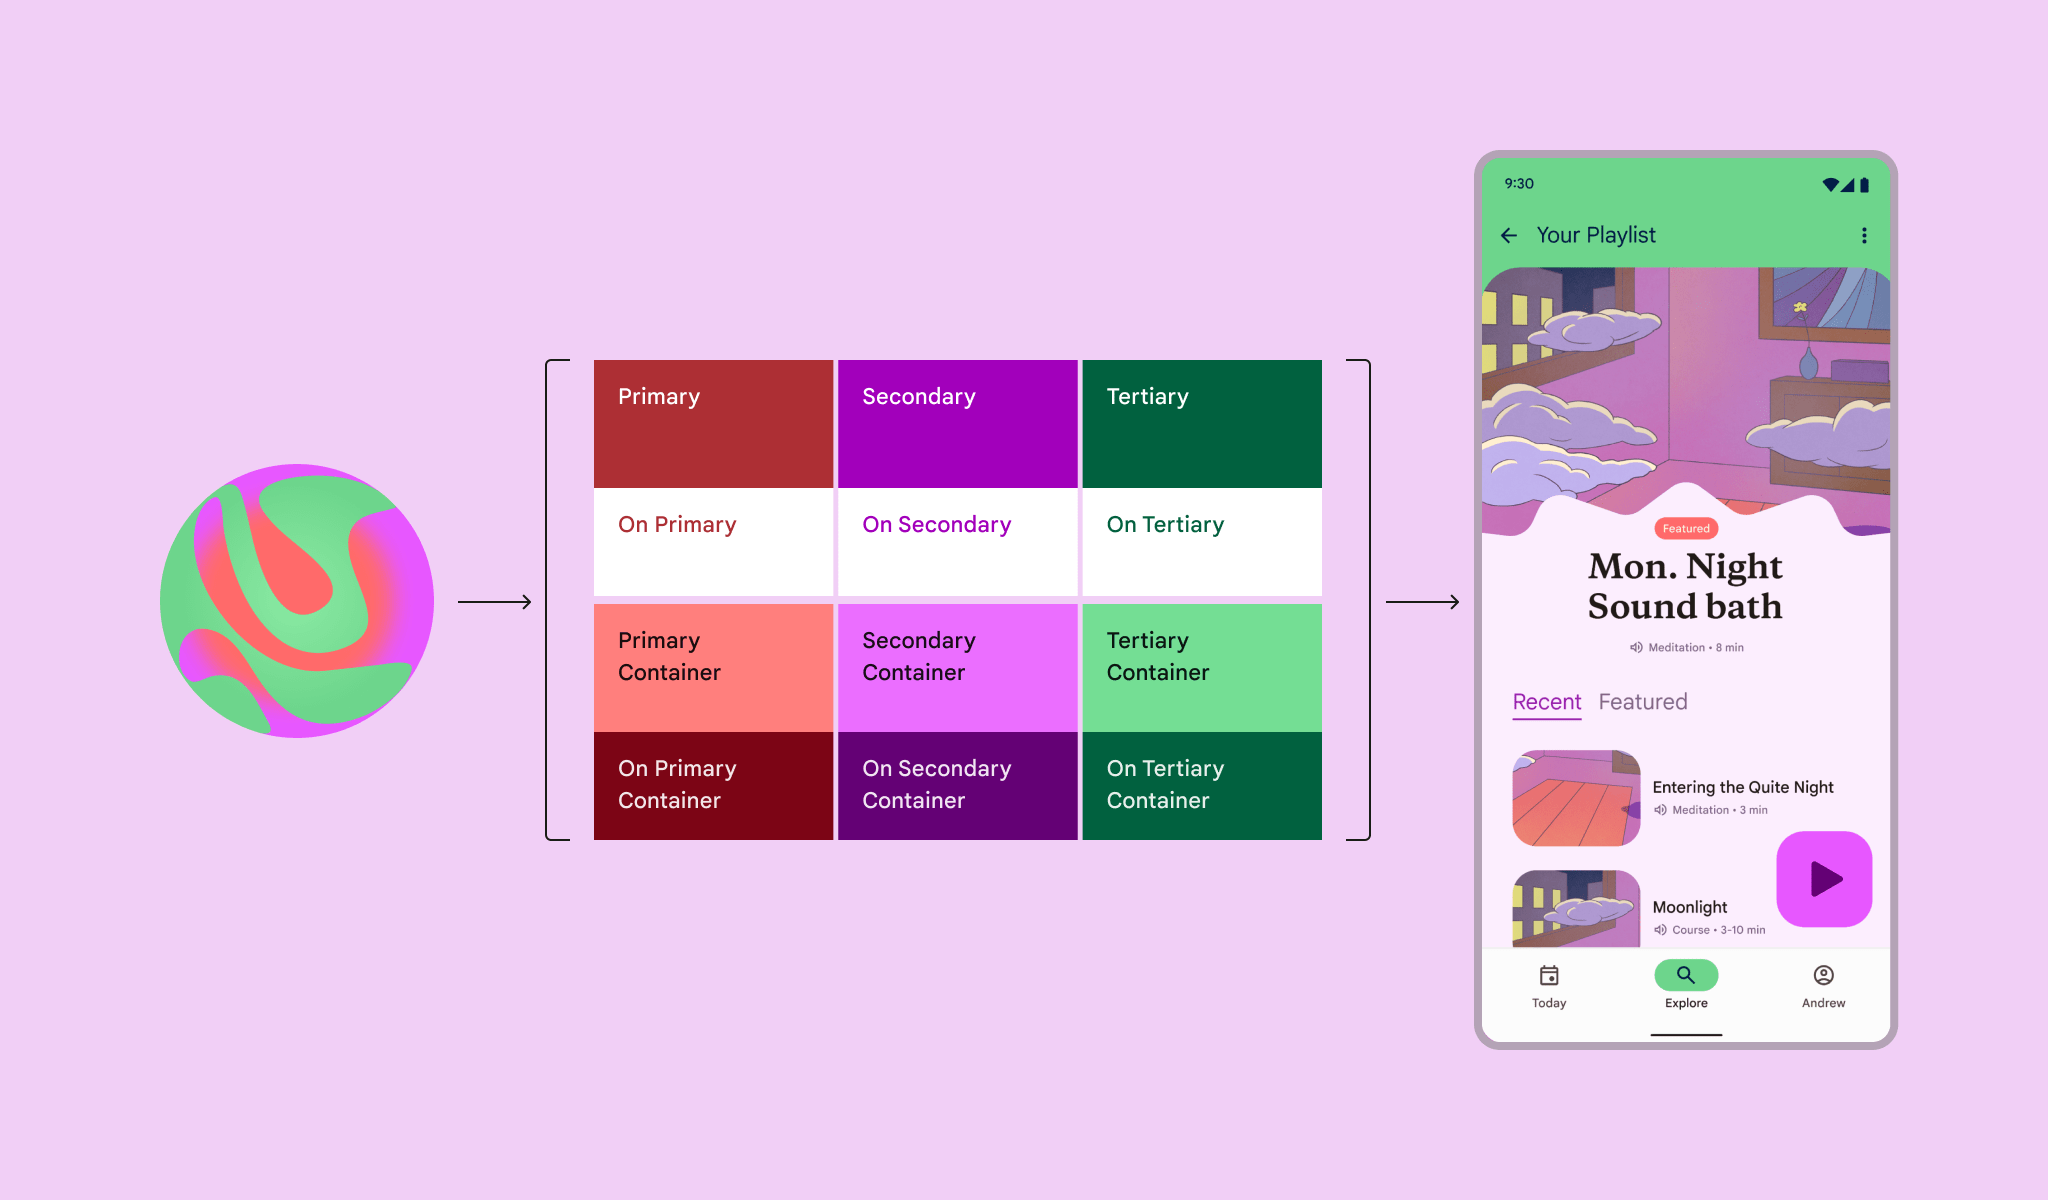 Primary
Secondary
Tertiary
On Primary
On Secondary
On Tertiary
Primary
Container
Secondary
Container
Tertiary
Container
On Primary
Container
On Secondary
Container
On Tertiary
Container
9:30
Your Playlist
Featured
Mon. Night
Sound bath
Meditation • 8 min
Recent Featured
Entering the Quite Night
Meditation • 3 min
Moonlight
Course • 3-10 min
Today
Explore
Andrew